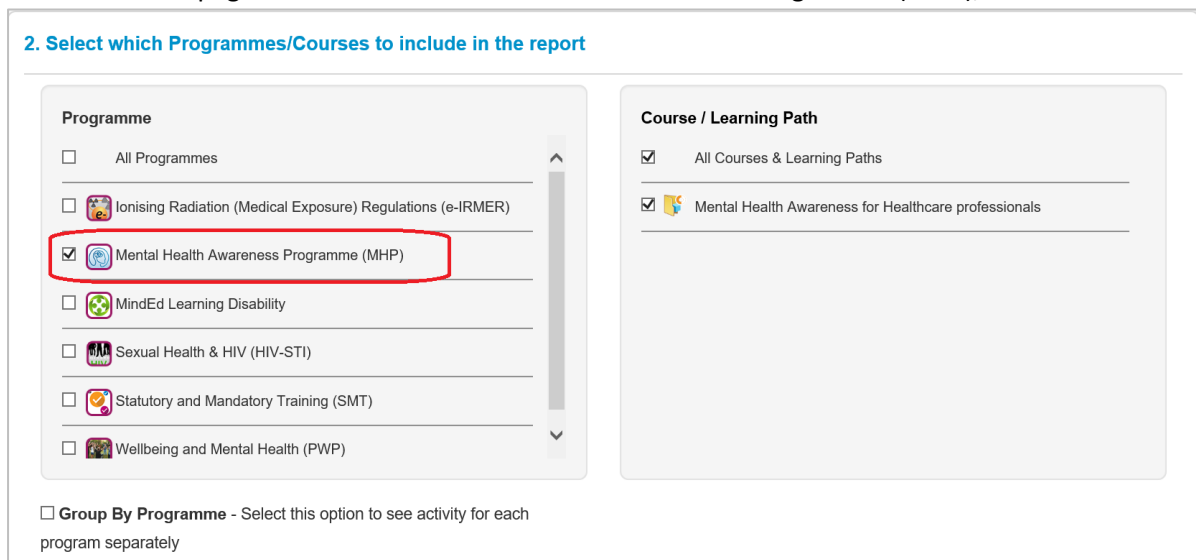 2. Select which Programmes/Courses to include in the report
Programme
All Programmes
Ionising Radiation (Medical Exposure) Regulations (e-IRMER)
Mental Health Awareness Programme (MHP)
MindEd Learning Disability
Sexual Health & HIV (HIV-STI)
Statutory and Mandatory Training (SMT)
Wellbeing and Mental Health (PWP)
Course / Learning Path
All Courses & Learning Paths
Mental Health Awareness for Healthcare professionals
Group By Programme - Select this option to see activity for each
program separately